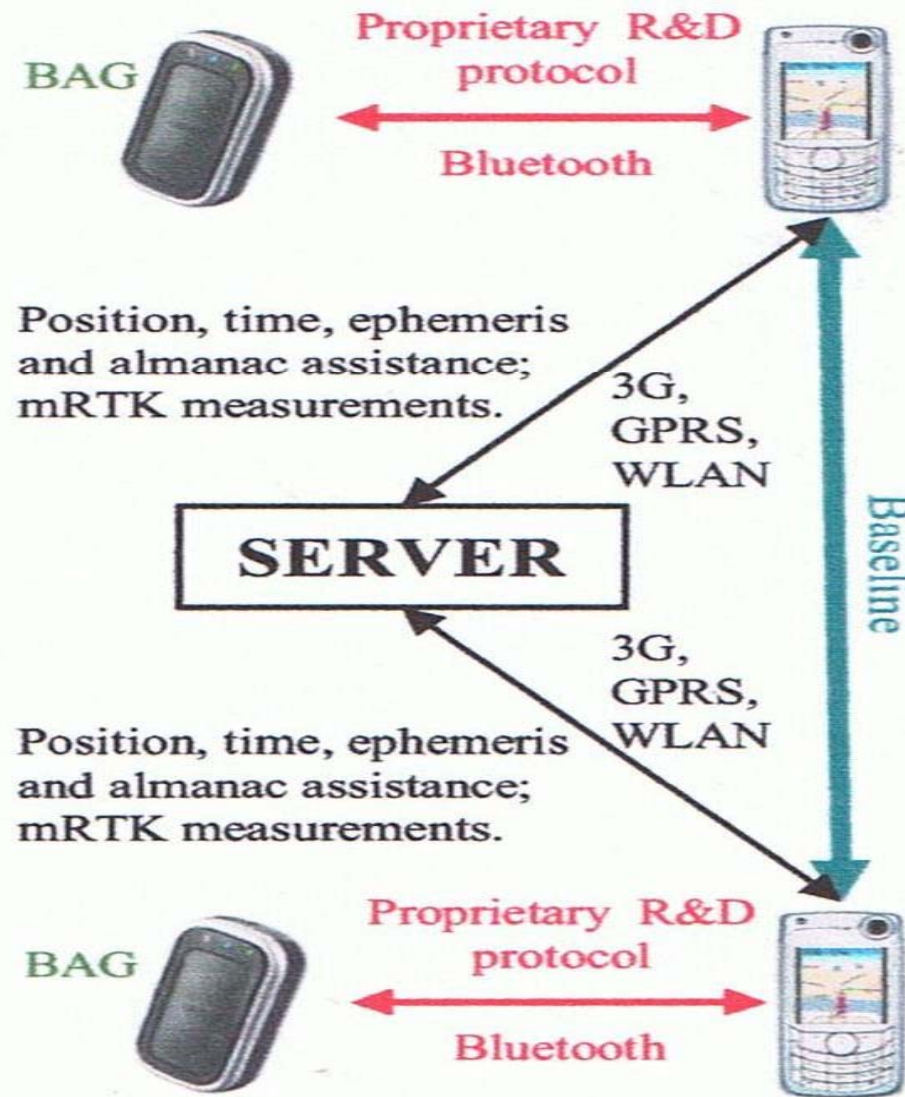 Proprietary R&D
protocol
BAG
Bluetooth
Position, time, ephemeris
and almanac assistance;
mRTK measurements.
3G,
GPRS,
WLAN
SERVER
Baseline
3G,
GPRS,
WLAN
Position, time, ephemeris
and almanac assistance;
mRTK measurements.
Proprietary R&D
protocol
BAG
Bluetooth